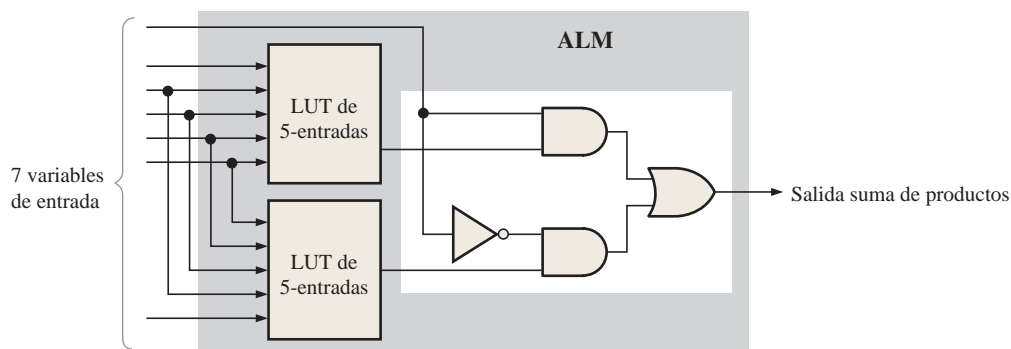 ALM
LUT de
5-entradas
7 variables
de entrada
Salida suma de productos
LUT de
5-entradas